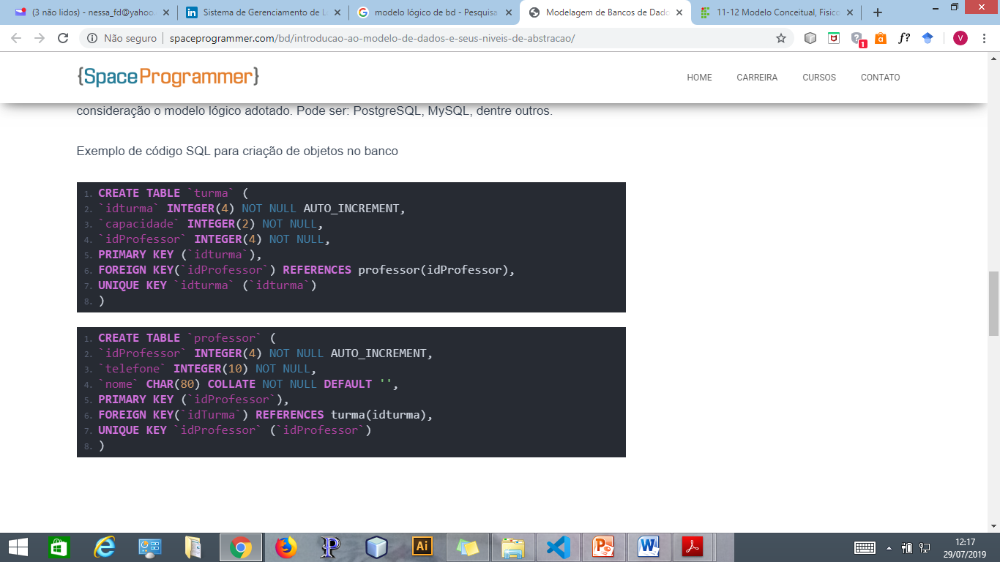 (3 não lidos) - nessa_fd@yahoo.
Sistema de Gerenciamento de L
modelo lógico de bd - Pesquisa
Modelagem de Bancos de Dado
11-12 Modelo Conceitual, Fisico
Não seguro | spaceprogrammer.com/bd/introducao-ao-modelo-de-dados-e-seus-niveis-de-abstracao/
1
a
f?
V
{SpaceProgrammer}
HOME CARREIRA CURSOS CONTATO
consideração o modelo lógico adotado. Pode ser: PostgreSQL, MySQL, dentre outros.
Exemplo de código SQL para criação de objetos no banco
1. CREATE TABLE `turma` (
2. `idturma` INTEGER(4) NOT NULL AUTO_INCREMENT,
3. `capacidade` INTEGER(2) NOT NULL,
4. `idProfessor` INTEGER(4) NOT NULL,
5. PRIMARY KEY (`idturma`),
6. FOREIGN KEY(`idProfessor`) REFERENCES professor(idProfessor),
7. UNIQUE KEY `idturma` (`idturma`)
8. )
1. CREATE TABLE `professor` (
2. `idProfessor` INTEGER(4) NOT NULL AUTO_INCREMENT,
3. `telefone` INTEGER(10) NOT NULL,
4. `nome` CHAR(80) COLLATE NOT NULL DEFAULT '',
5. PRIMARY KEY (`idProfessor`),
6. FOREIGN KEY(`idTurma`) REFERENCES turma(idturma),
7. UNIQUE KEY `idProfessor` (`idProfessor`)
8. )
Ai
12:17
29/07/2019